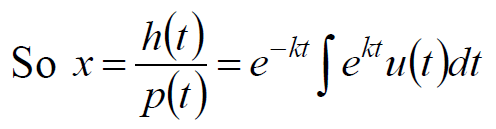 So x = h(t)/p(t) = e^{-kt} ∫ e^{kt} u(t)dt